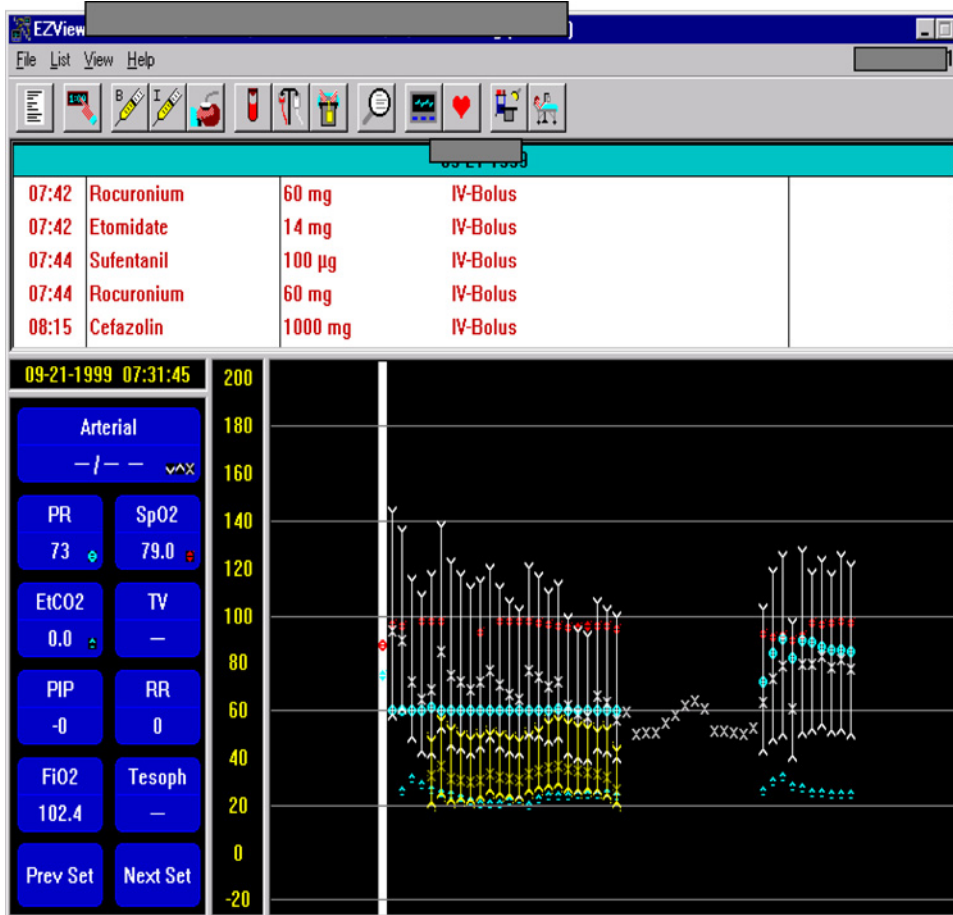 EZView
File List View Help
1:00 B I
07:42 Rocuronium 60 mg IV-Bolus
07:42 Etomidate 14 mg IV-Bolus
07:44 Sufentanil 100 µg IV-Bolus
07:44 Rocuronium 60 mg IV-Bolus
08:15 Cefazolin 1000 mg IV-Bolus
09-21-1999 07:31:45
Arterial
–/– –
PR SpO2
73 79.0
EtCO2 TV
0.0 –
PIP RR
-0 0
FiO2 Tesoph
102.4 –
Prev Set Next Set
200
180
160
140
120
100
80
60
40
20
0
-20